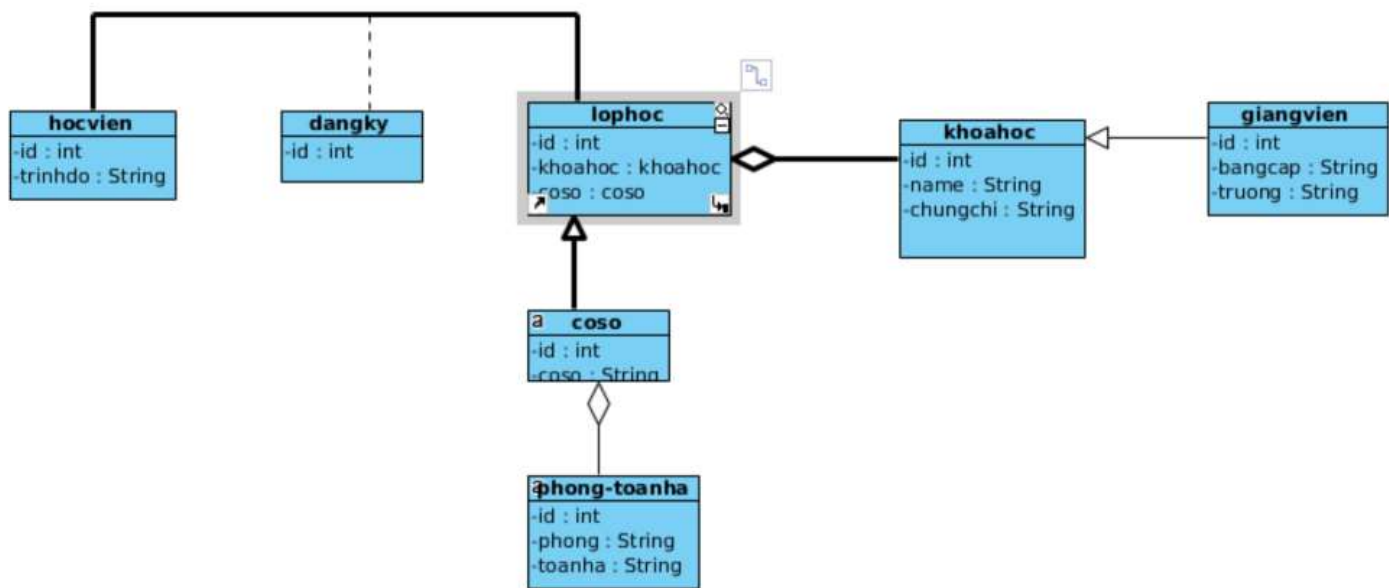 hocvien
-id : int
-trinhdo : String
dangky
-id : int
lophoc
-id : int
-khoahoc : khoahoc
-coso : coso
khoahoc
-id : int
-name : String
-chungchi : String
giangvien
-id : int
-bangcap : String
-truong : String
a
coso
-id : int
-coso : String
a
phong-toanha
-id : int
-phong : String
-toanha : String